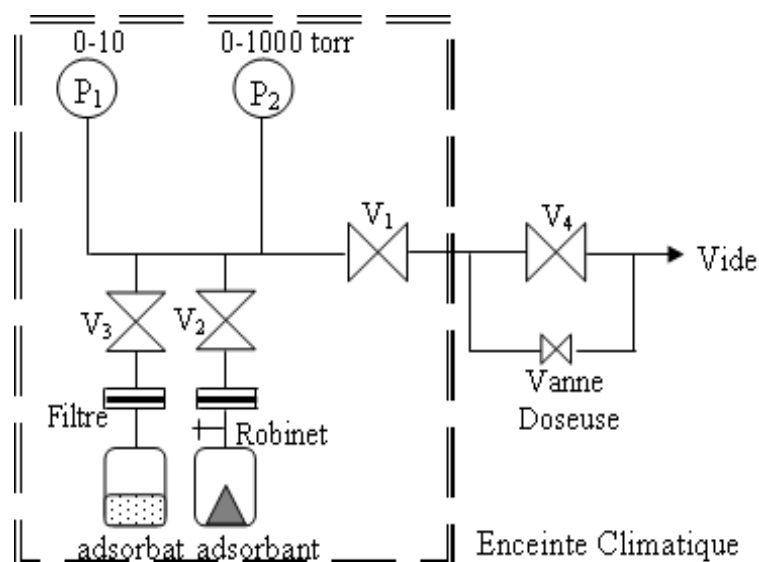 0-10 0-1000 torr
P1 P2
V1 V4
Vide
V3 V2
Vanne
Doseuse
Filtre
Robinet
adsorbat adsorbant
Enceinte Climatique